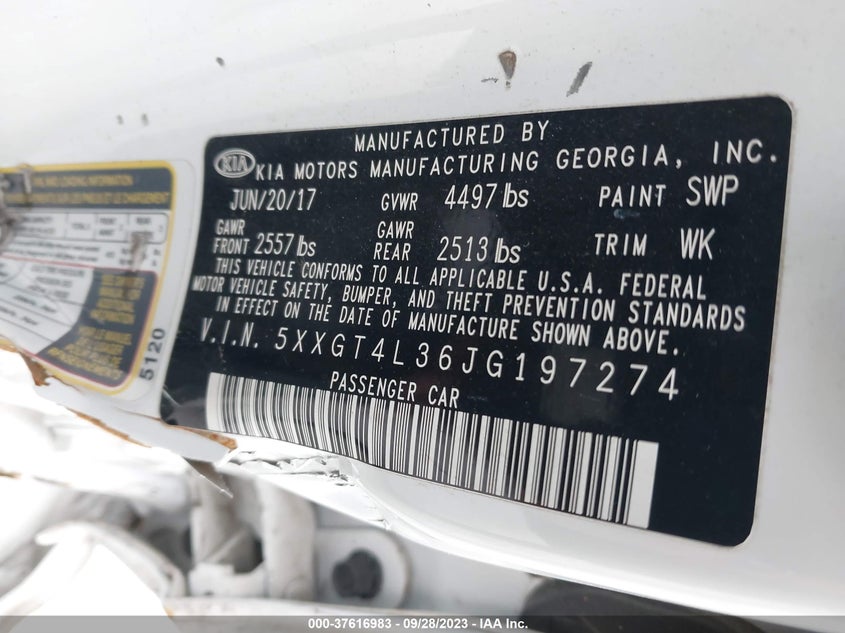 MANUFACTURED BY
KIA KIA MOTORS MANUFACTURING GEORGIA, INC.
JUN/20/17 GVWR 4497 lbs PAINT SWP
GAWR FRONT 2557 lbs GAWR REAR 2513 lbs TRIM WK
THIS VEHICLE CONFORMS TO ALL APPLICABLE U.S.A. FEDERAL
MOTOR VEHICLE SAFETY, BUMPER, AND THEFT PREVENTION STANDARDS
IN EFFECT ON THE DATE OF MANUFACTURE SHOWN ABOVE.
V.I.N. 5XXGT4L36JG197274
PASSENGER CAR
5120
000-37616983 / 09/28/2023 - IAA Inc.